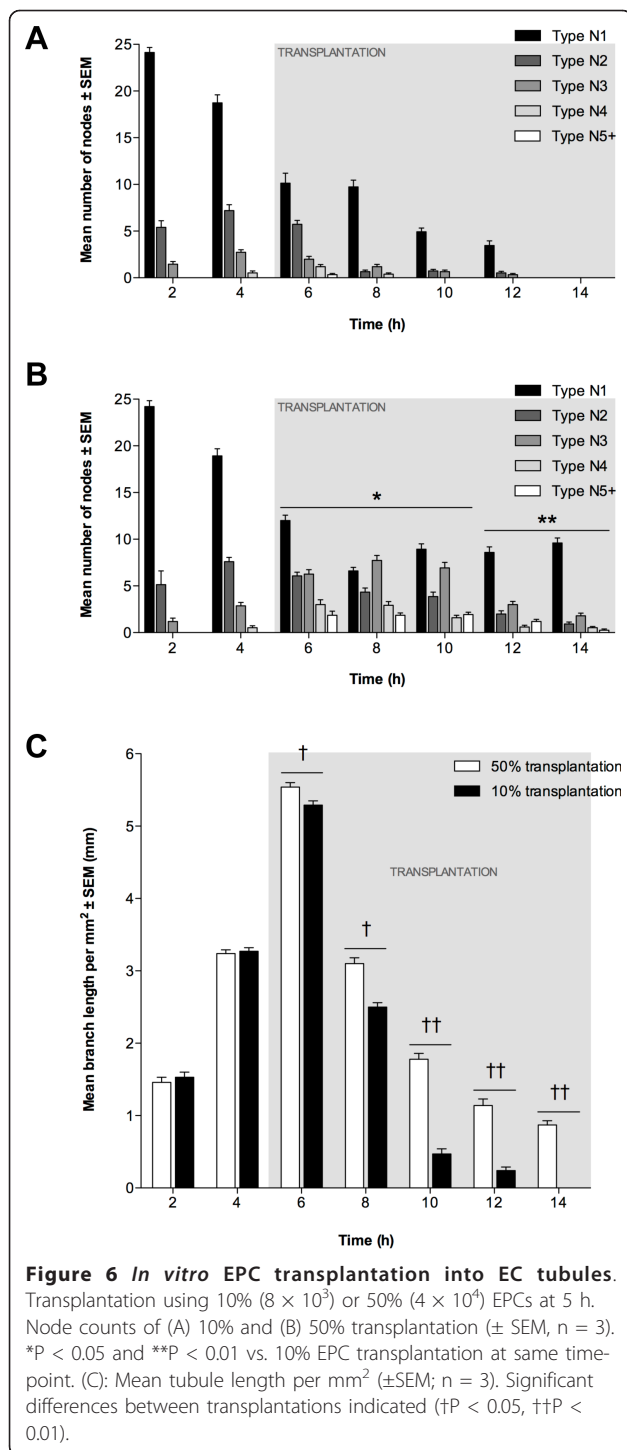 A
Mean number of nodes ± SEM
25
20
15
10
5
0
TRANSPLANTATION
Type N1
Type N2
Type N3
Type N4
Type N5+
2 4 6 8 10 12 14
Time (h)
B
Mean number of nodes ± SEM
25
20
15
10
5
0
TRANSPLANTATION
Type N1
Type N2
Type N3
Type N4
Type N5+
*
**
2 4 6 8 10 12 14
Time (h)
C
Mean branch length per mm² ± SEM (mm)
6
5
4
3
2
1
0
50% transplantation
10% transplantation
TRANSPLANTATION
†
†
††
††
††
2 4 6 8 10 12 14
Time (h)
Figure 6 In vitro EPC transplantation into EC tubules.
Transplantation using 10% (8 × 10³) or 50% (4 × 10⁴) EPCs at 5 h.
Node counts of (A) 10% and (B) 50% transplantation (± SEM, n = 3).
*P < 0.05 and **P < 0.01 vs. 10% EPC transplantation at same time-
point. (C): Mean tubule length per mm² (±SEM; n = 3). Significant
differences between transplantations indicated (†P < 0.05, ††P <
0.01).